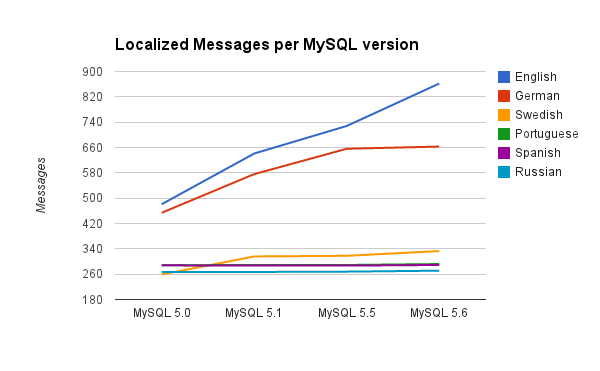 Localized Messages per MySQL version
Messages
900
820
740
660
580
500
420
340
260
180
MySQL 5.0 MySQL 5.1 MySQL 5.5 MySQL 5.6
English
German
Swedish
Portuguese
Spanish
Russian